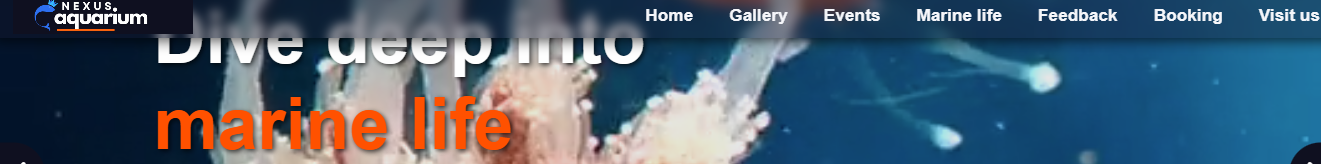 NEXUS
aquarium
Home Gallery Events Marine life Feedback Booking Visit us
Dive deep into
marine life